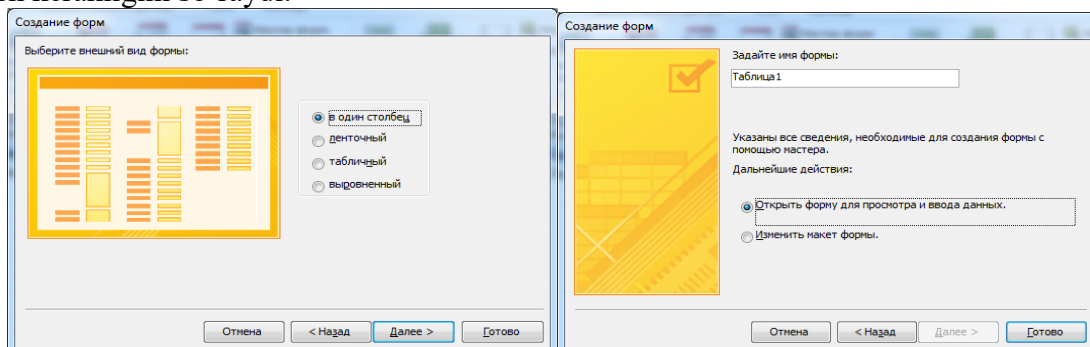 Создание форм
Выберите внешний вид формы:
в один столбец
ленточный
табличный
выровненный
Отмена
< Назад
Далее >
Готово
Создание форм
Задайте имя формы:
Таблица1
Указаны все сведения, необходимые для создания формы с
помощью мастера.
Дальнейшие действия:
Открыть форму для просмотра и ввода данных.
Изменить макет формы.
Отмена
< Назад
Далее >
Готово